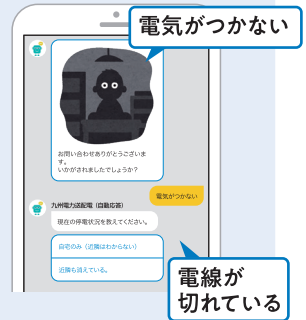 電気がつかない
お問い合わせありがとうございま
す。
いかがされましたでしょうか？
電気がつかない
九州電力送配電（自動応答）
現在の停電状況を教えてください。
自宅のみ（近隣はわからない）
近隣も消えている。
電線が
切れている